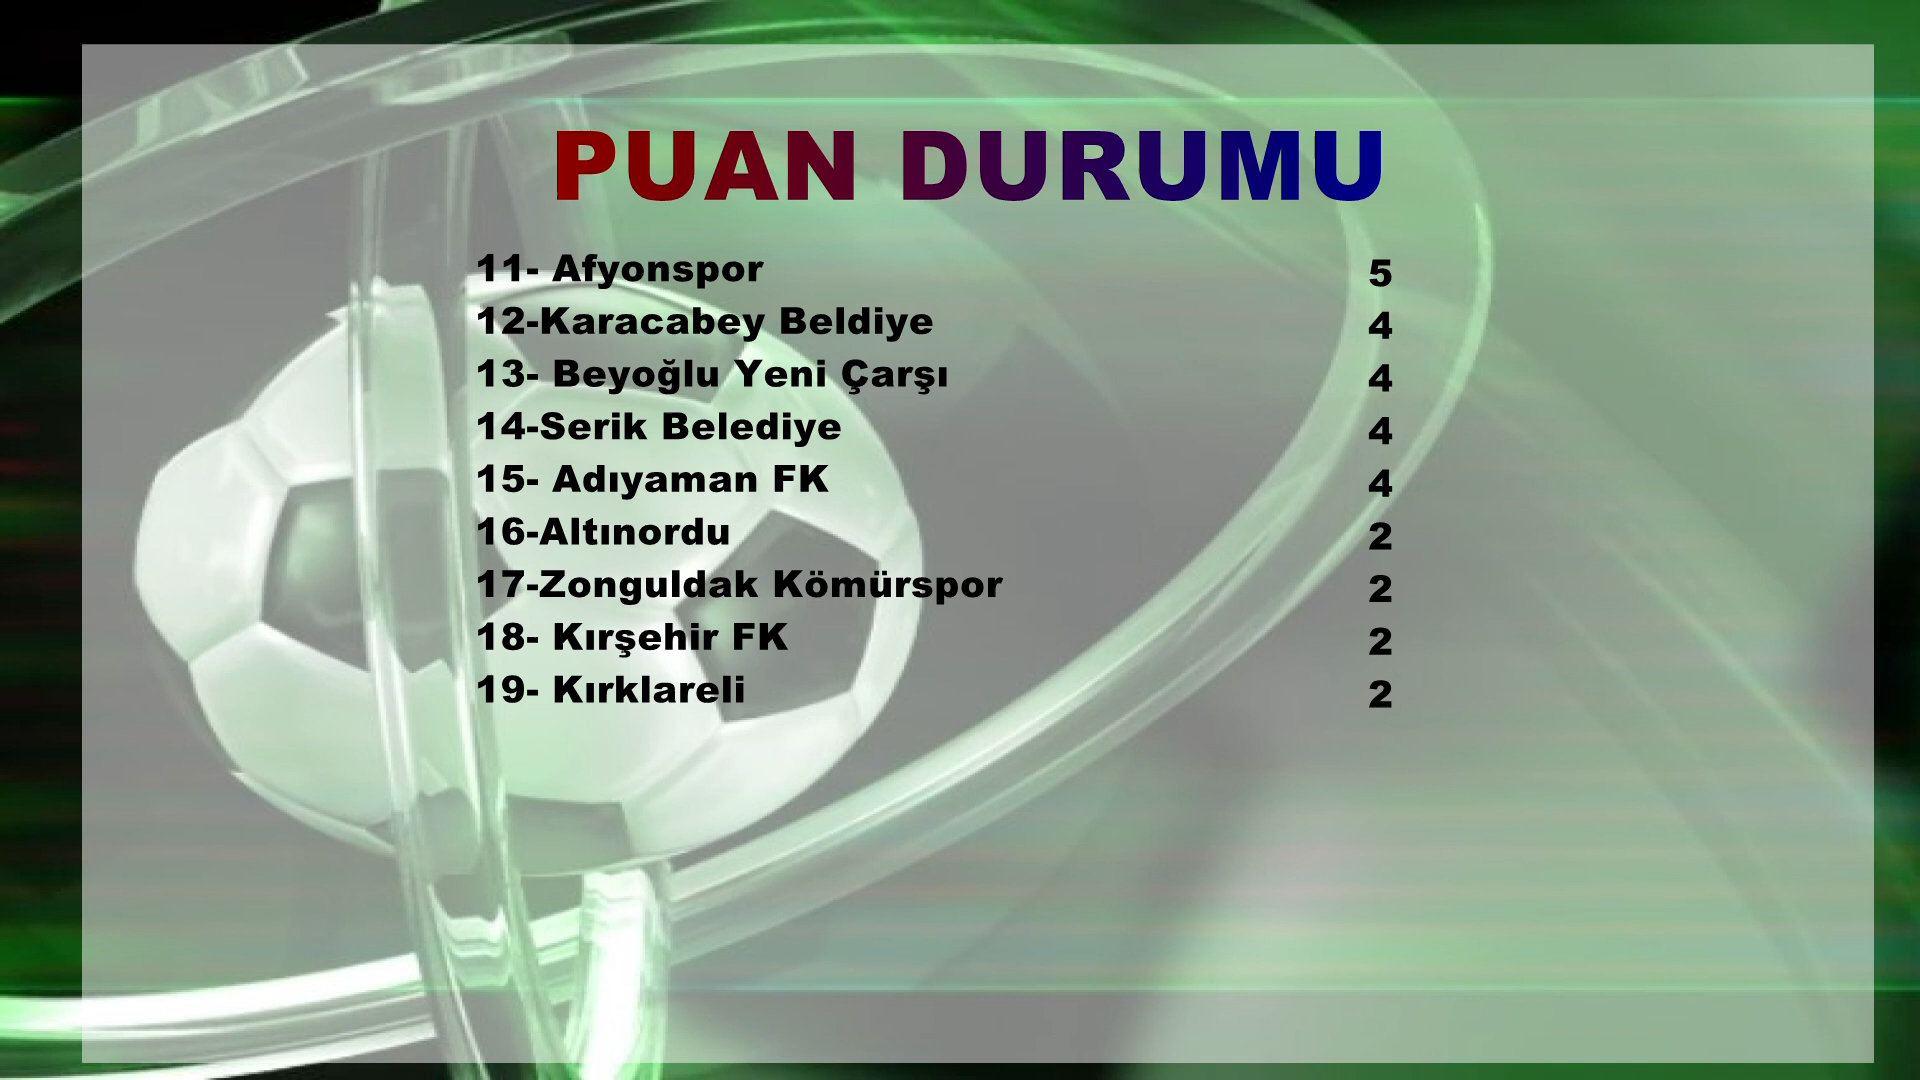 PUAN DURUMU
11- Afyonspor 5
12-Karacabey Beldiye 4
13- Beyoğlu Yeni Çarşı 4
14-Serik Belediye 4
15- Adıyaman FK 4
16-Altınordu 2
17-Zonguldak Kömürspor 2
18- Kırşehir FK 2
19- Kırklareli 2